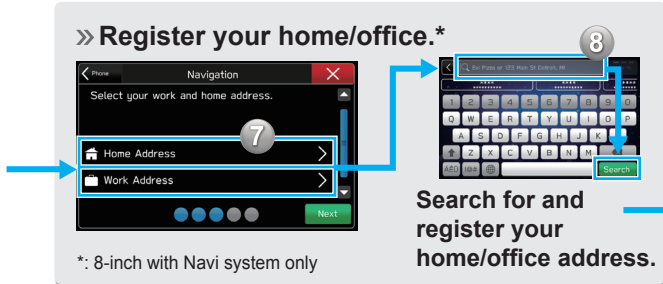 » Register your home/office.*
Phone
Navigation
Select your work and home address.
7
Home Address
Work Address
Next
*: 8-inch with Navi system only
8
Ex: Pizza or 123 Main St Detroit, MI
1 2 3 4 5 6 7 8 9 0
Q W E R T Y U I O P
A S D F G H J K
Z X C V B N M
ÀÉÜ
Search
Search for and
register your
home/office address.